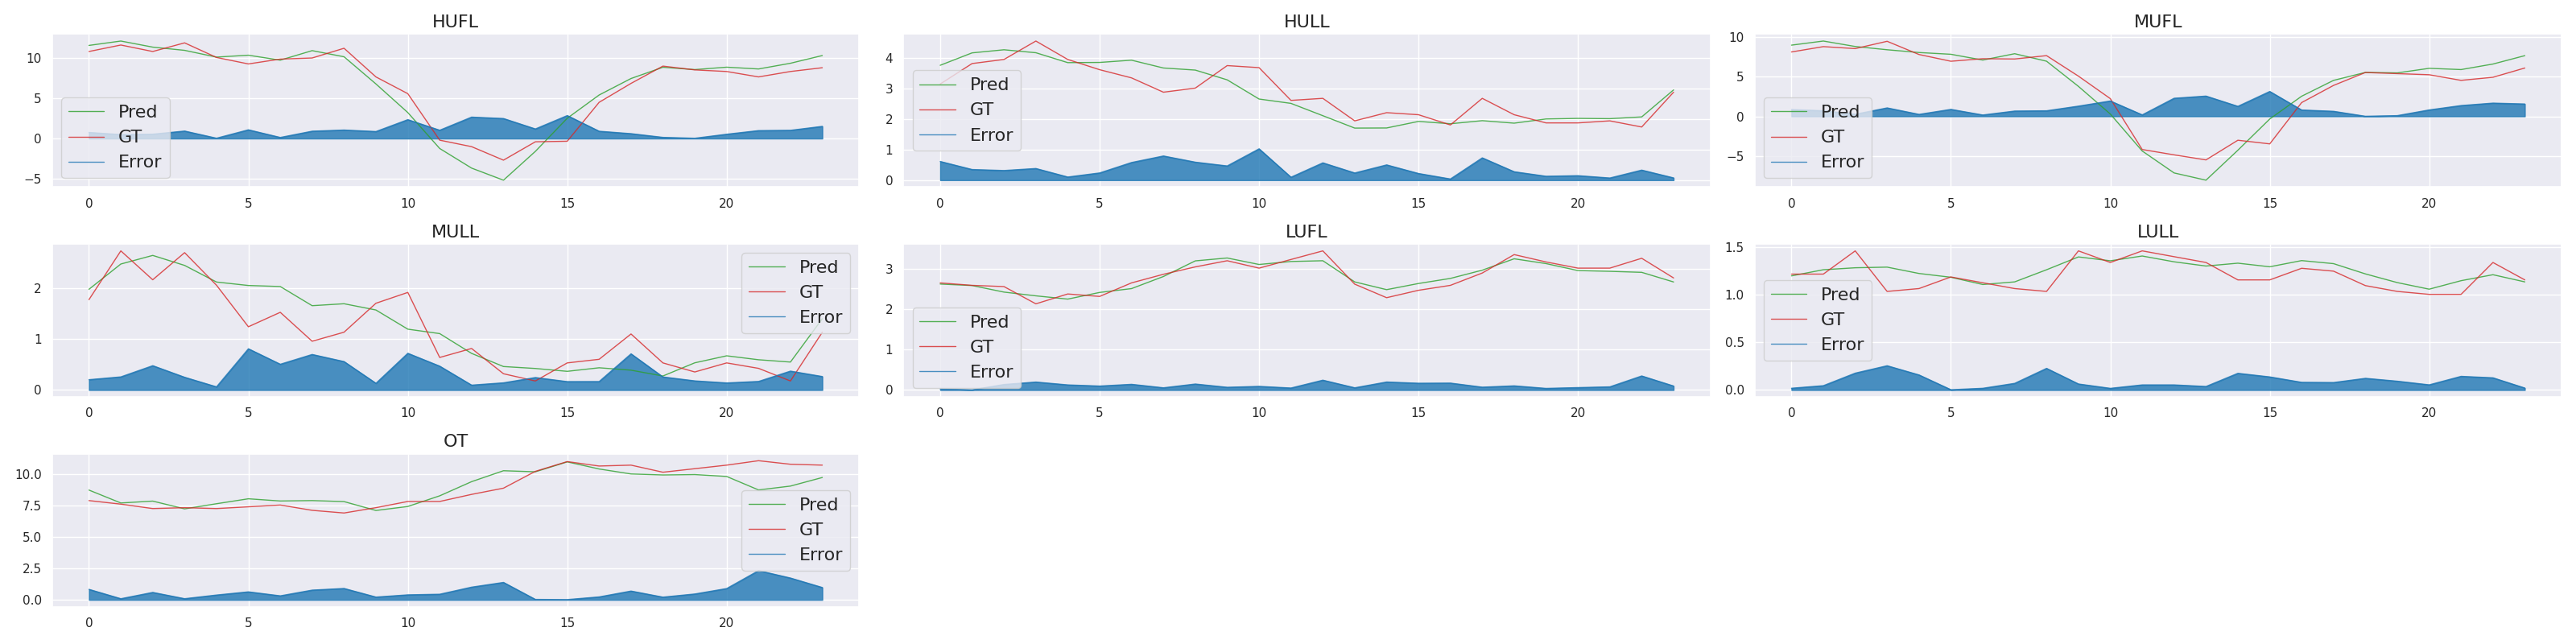 HUFL
10
5
0
−5
Pred
GT
Error
0 5 10 15 20
HULL
4
3
2
1
0
Pred
GT
Error
0 5 10 15 20
MUFL
10
5
0
−5
Pred
GT
Error
0 5 10 15 20
MULL
2
1
0
Pred
GT
Error
0 5 10 15 20
LUFL
3
2
1
0
Pred
GT
Error
0 5 10 15 20
LULL
1.5
1.0
0.5
0.0
Pred
GT
Error
0 5 10 15 20
OT
10.0
7.5
5.0
2.5
0.0
Pred
GT
Error
0 5 10 15 20